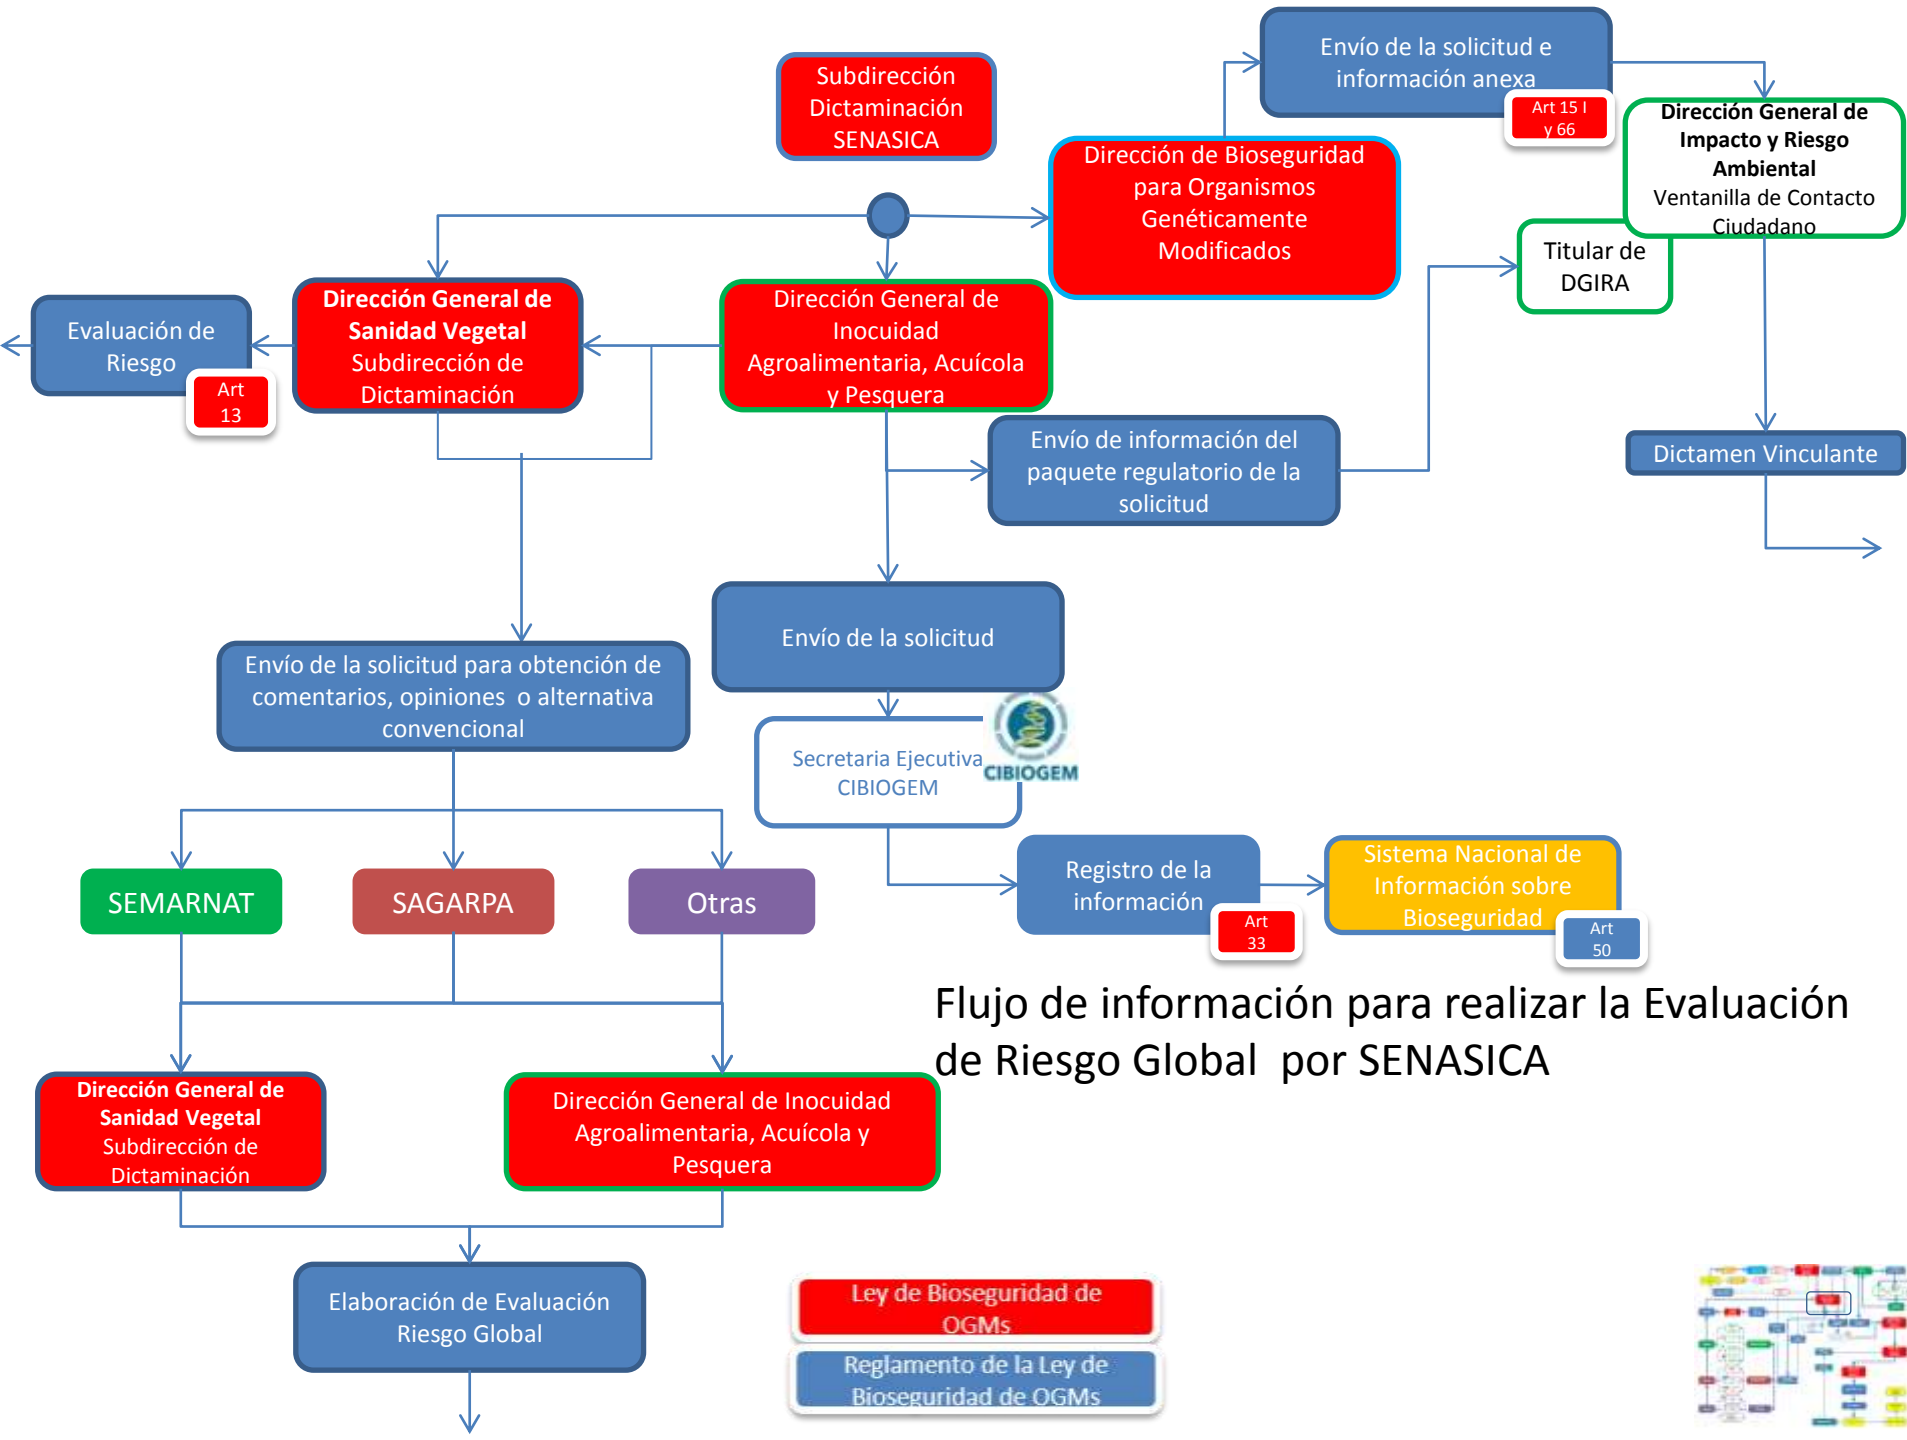 Envío de la solicitud e
información anexa
Art 15 I
y 66
Subdirección
Dictaminación
SENASICA
Dirección General de
Impacto y Riesgo
Ambiental
Ventanilla de Contacto
Ciudadano
Dirección de Bioseguridad
para Organismos
Genéticamente
Modificados
Titular de
DGIRA
Evaluación de
Riesgo
Art
13
Dirección General de
Sanidad Vegetal
Subdirección de
Dictaminación
Dirección General de
Inocuidad
Agroalimentaria, Acuícola
y Pesquera
Envío de información del
paquete regulatorio de la
solicitud
Dictamen Vinculante
Envío de la solicitud
Envío de la solicitud para obtención de
comentarios, opiniones o alternativa
convencional
Secretaria Ejecutiva
CIBIOGEM
CIBIOGEM
SEMARNAT
SAGARPA
Otras
Registro de la
información
Art
33
Sistema Nacional de
Información sobre
Bioseguridad
Art
50
Flujo de información para realizar la Evaluación
de Riesgo Global por SENASICA
Dirección General de
Sanidad Vegetal
Subdirección de
Dictaminación
Dirección General de Inocuidad
Agroalimentaria, Acuícola y
Pesquera
Elaboración de Evaluación
Riesgo Global
Ley de Bioseguridad de
OGMs
Reglamento de la Ley de
Bioseguridad de OGMs